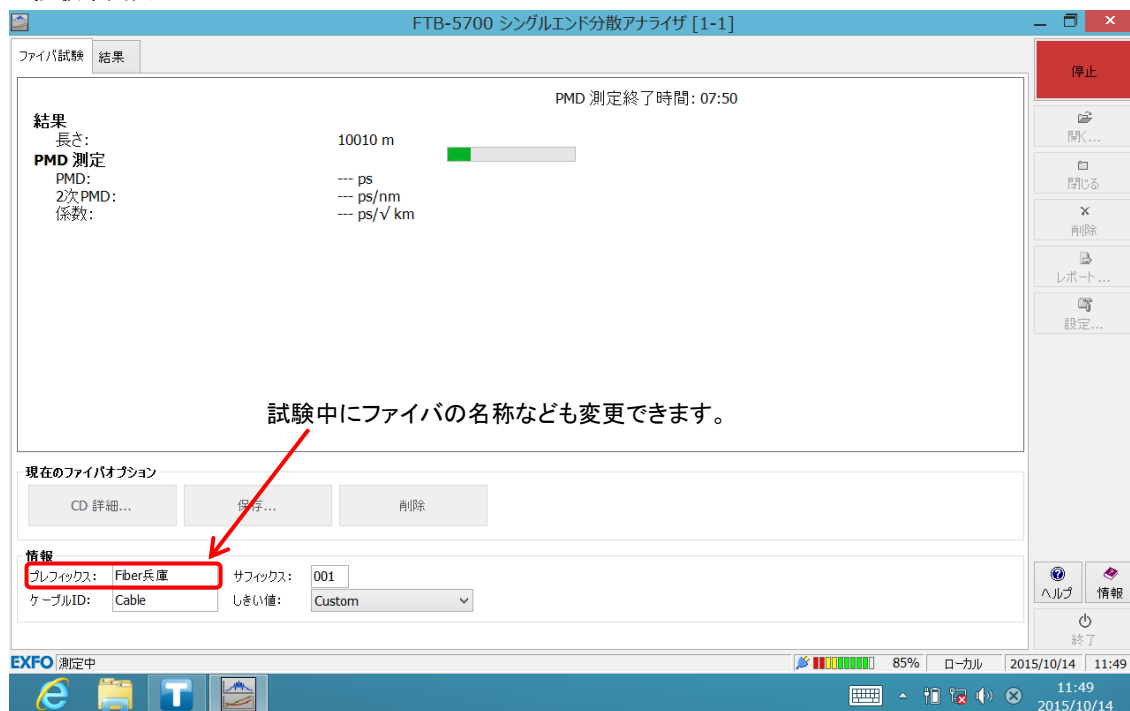 FTB-5700 シングルエンド分散アナライザ [1-1]
ファイバ試験 結果
停止
PMD 測定終了時間: 07:50
結果
長さ: 10010 m
PMD 測定
PMD: --- ps
2次 PMD: --- ps/nm
係数: --- ps/√ km
開く...
閉じる
削除
レポート...
設定...
試験中にファイバの名称なども変更できます。
現在のファイバオプション
CD 詳細... 保存... 削除
情報
プレフィックス: Fiber兵庫 サフィックス: 001
ケーブルID: Cable しきい値: Custom
ヘルプ 情報
終了
EXFO 測定中 85% ローカル 2015/10/14 11:49
11:49
2015/10/14